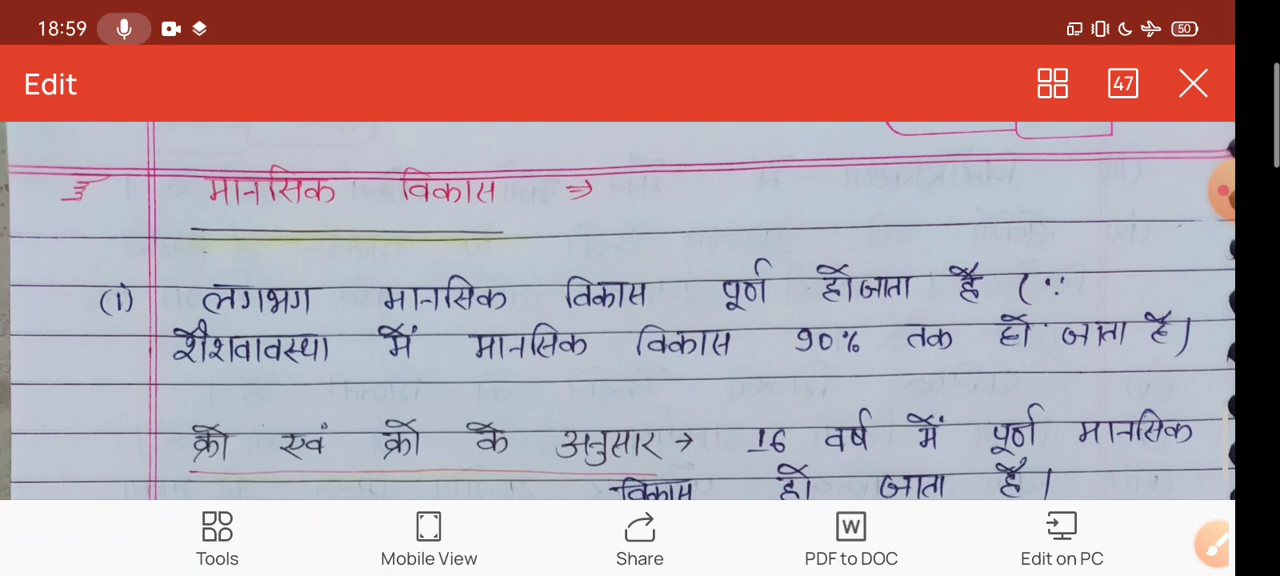 18:59
50
Edit
47
मानसिक विकास ⇒
(i) लगभग मानसिक विकास पूर्ण हो जाता है (∵
शैशवावस्था में मानसिक विकास 90% तक हो जाता है।
क्रो एवं क्रो के अनुसार → 16 वर्ष में पूर्ण मानसिक
विकास हो जाता है।
Tools
Mobile View
Share
W
PDF to DOC
Edit on PC